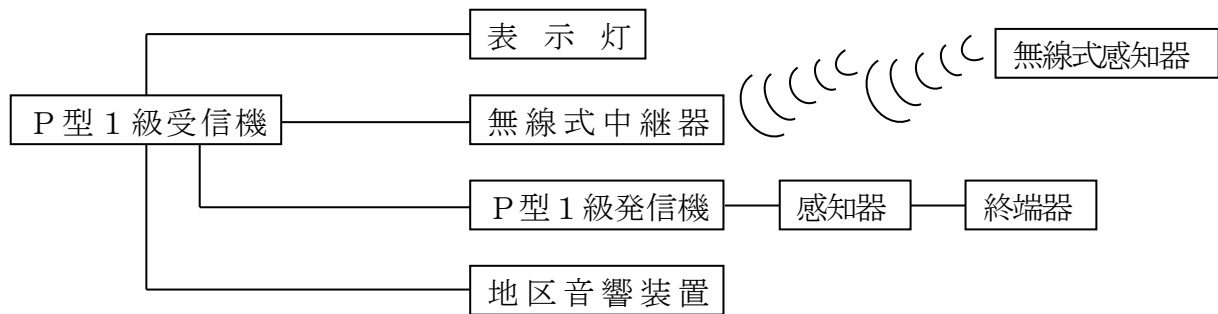 表示灯
無線式感知器
P型1級受信機
無線式中継器
P型1級発信機
感知器
終端器
地区音響装置